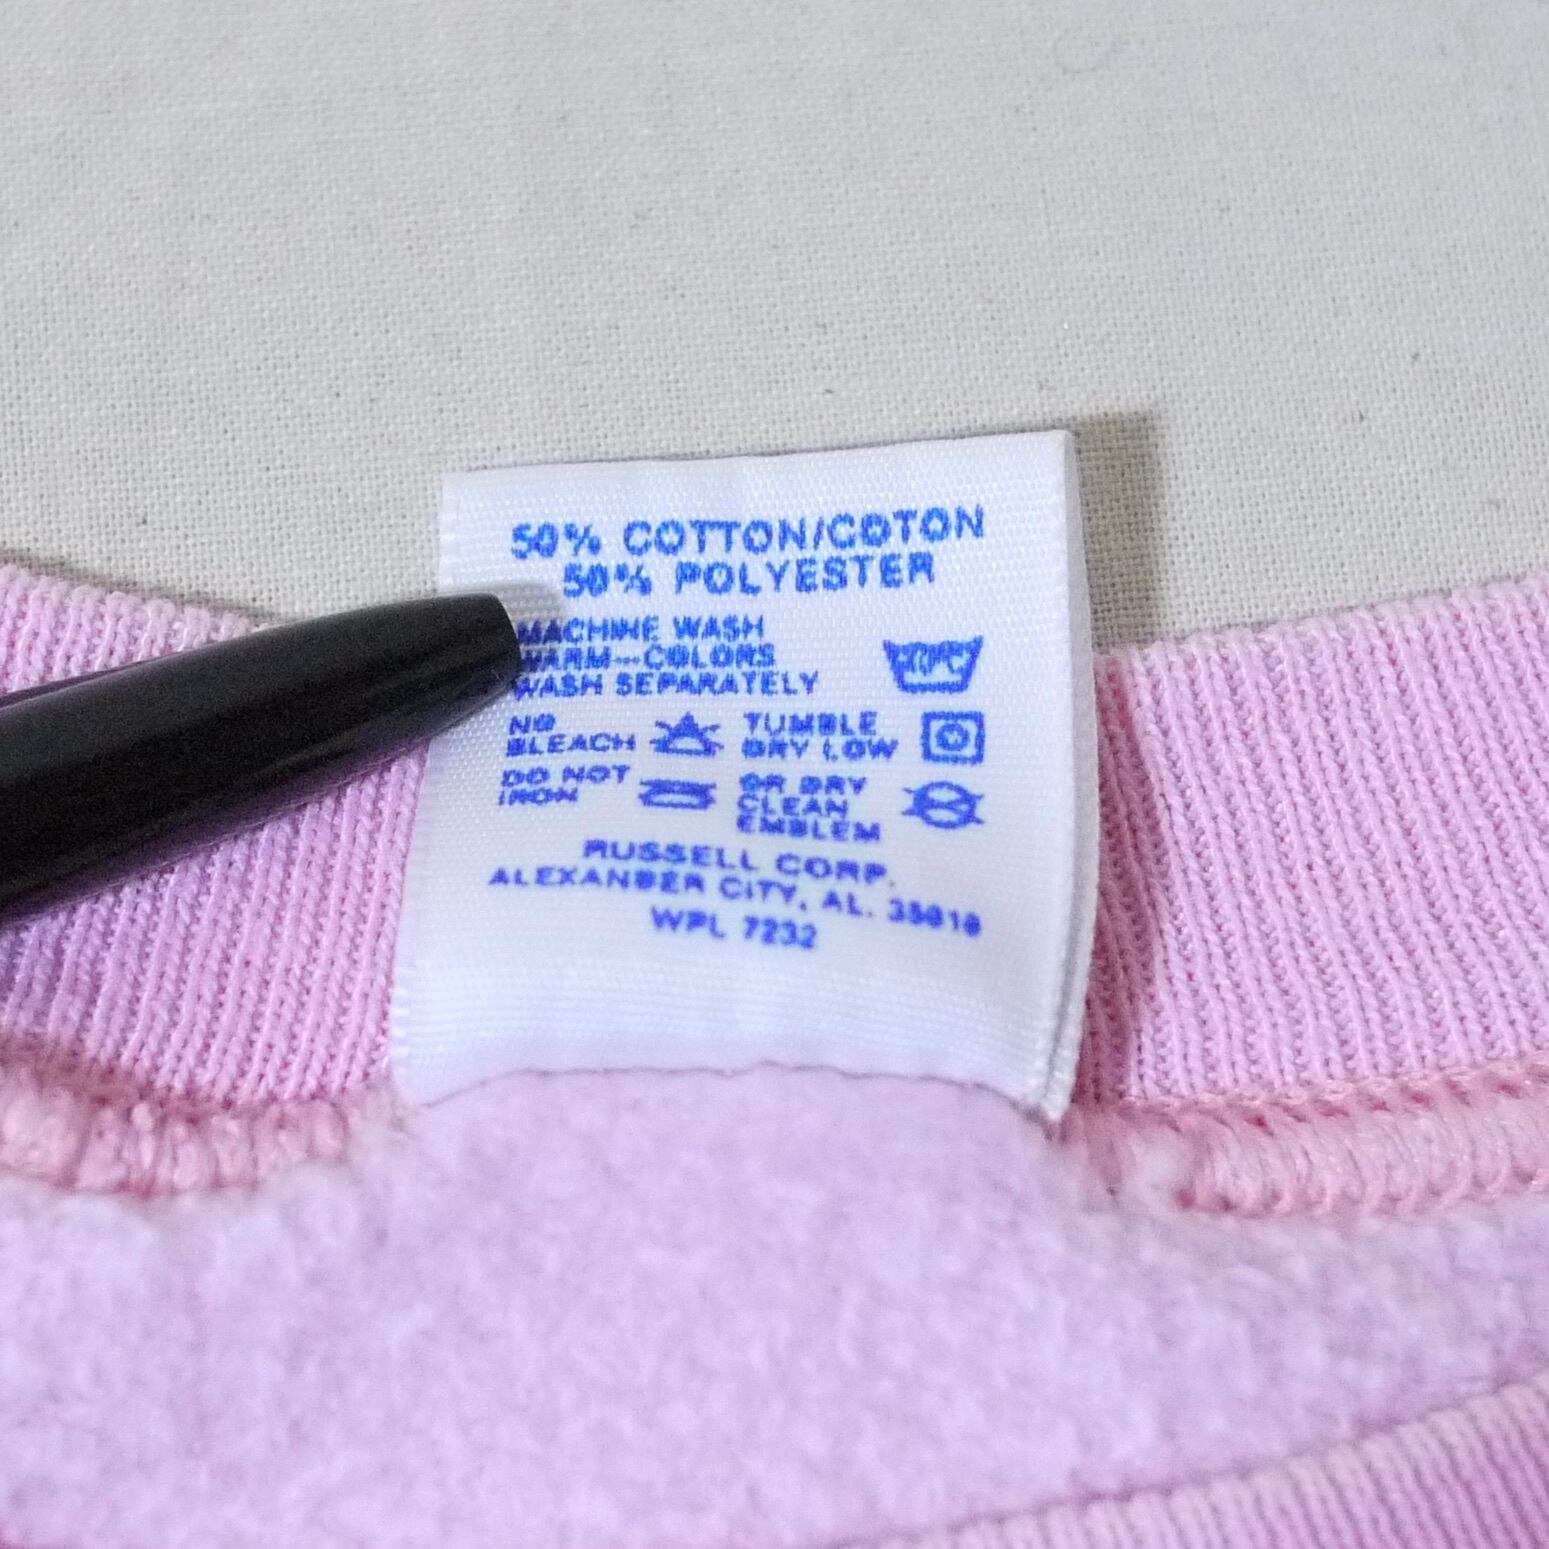 50% COTTON/COTON
50% POLYESTER
MACHINE WASH
WARM---COLORS
WASH SEPARATELY
NO
BLEACH
TUMBLE
DRY LOW
DO NOT
IRON
OR DRY
CLEAN
EMBLEM
RUSSELL CORP.
ALEXANDER CITY, AL. 35010
WPL 7232